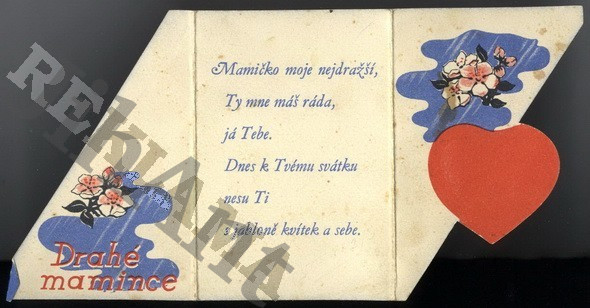 Mamičko moje nejdražší,
Ty mne máš ráda,
já Tebe.
Dnes k Tvému svátku
nesu Ti
s jabloně kvítek a sebe.
Drahé
mamince
REKLAMA